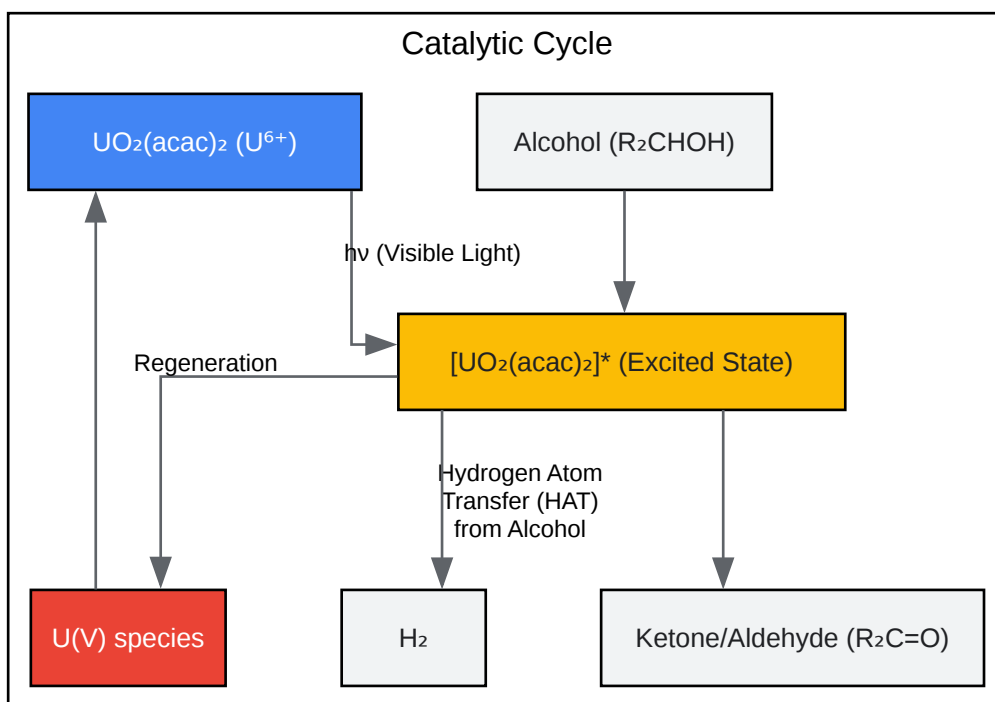 Catalytic Cycle
UO₂(acac)₂ (U⁶⁺)
Alcohol (R₂CHOH)
hν (Visible Light)
[UO₂(acac)₂]* (Excited State)
Regeneration
Hydrogen Atom
Transfer (HAT)
from Alcohol
U(V) species
H₂
Ketone/Aldehyde (R₂C=O)